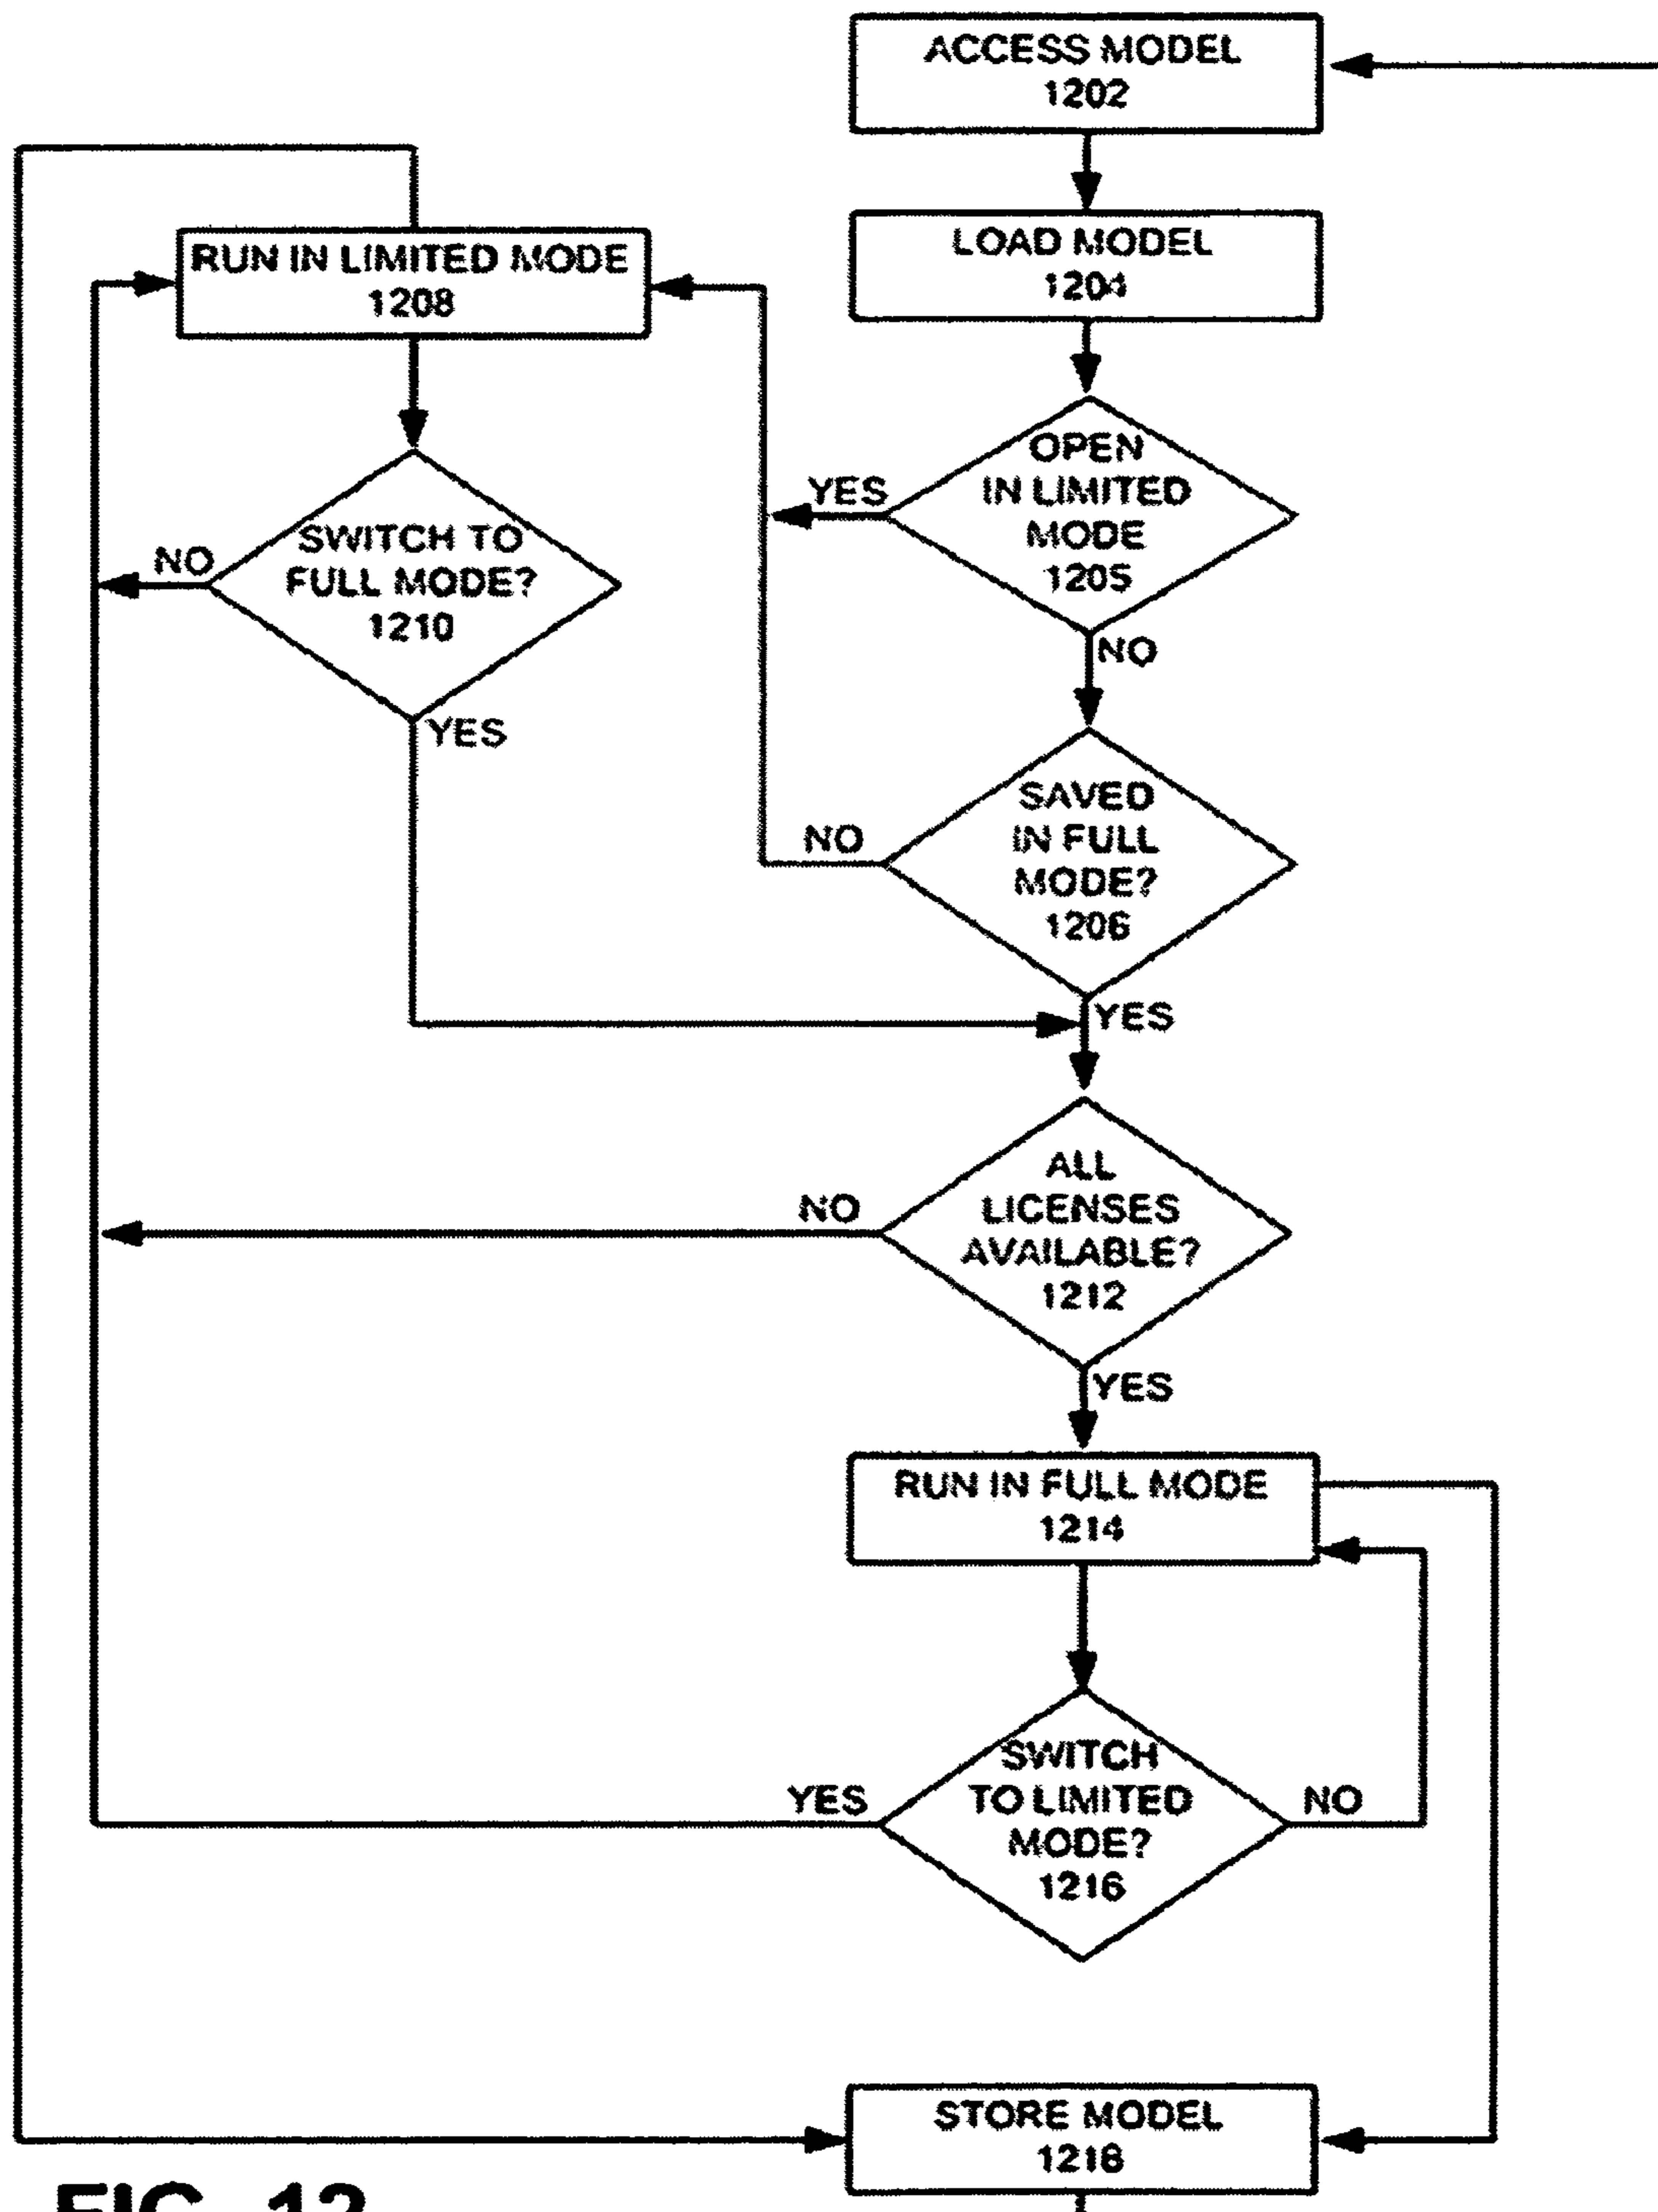 ACCESS MODEL
1202
LOAD MODEL
1204
RUN IN LIMITED MODE
1208
OPEN
IN LIMITED
MODE
1205
YES
NO
SWITCH TO
FULL MODE?
1210
NO
YES
SAVED
IN FULL
MODE?
1206
NO
YES
ALL
LICENSES
AVAILABLE?
1212
NO
YES
RUN IN FULL MODE
1214
SWITCH
TO LIMITED
MODE?
1216
YES
NO
STORE MODEL
1218
FIG. 12